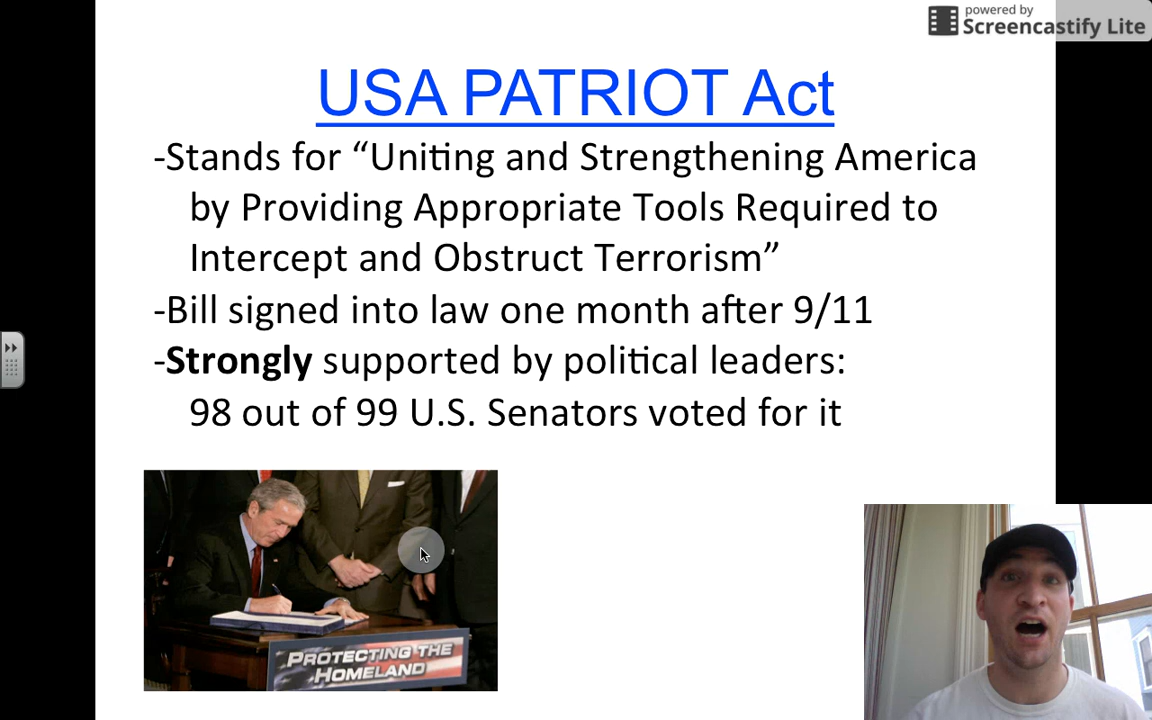 powered by
Screencastify Lite
USA PATRIOT Act
-Stands for “Uniting and Strengthening America
by Providing Appropriate Tools Required to
Intercept and Obstruct Terrorism”
-Bill signed into law one month after 9/11
-Strongly supported by political leaders:
98 out of 99 U.S. Senators voted for it
PROTECTING THE
HOMELAND